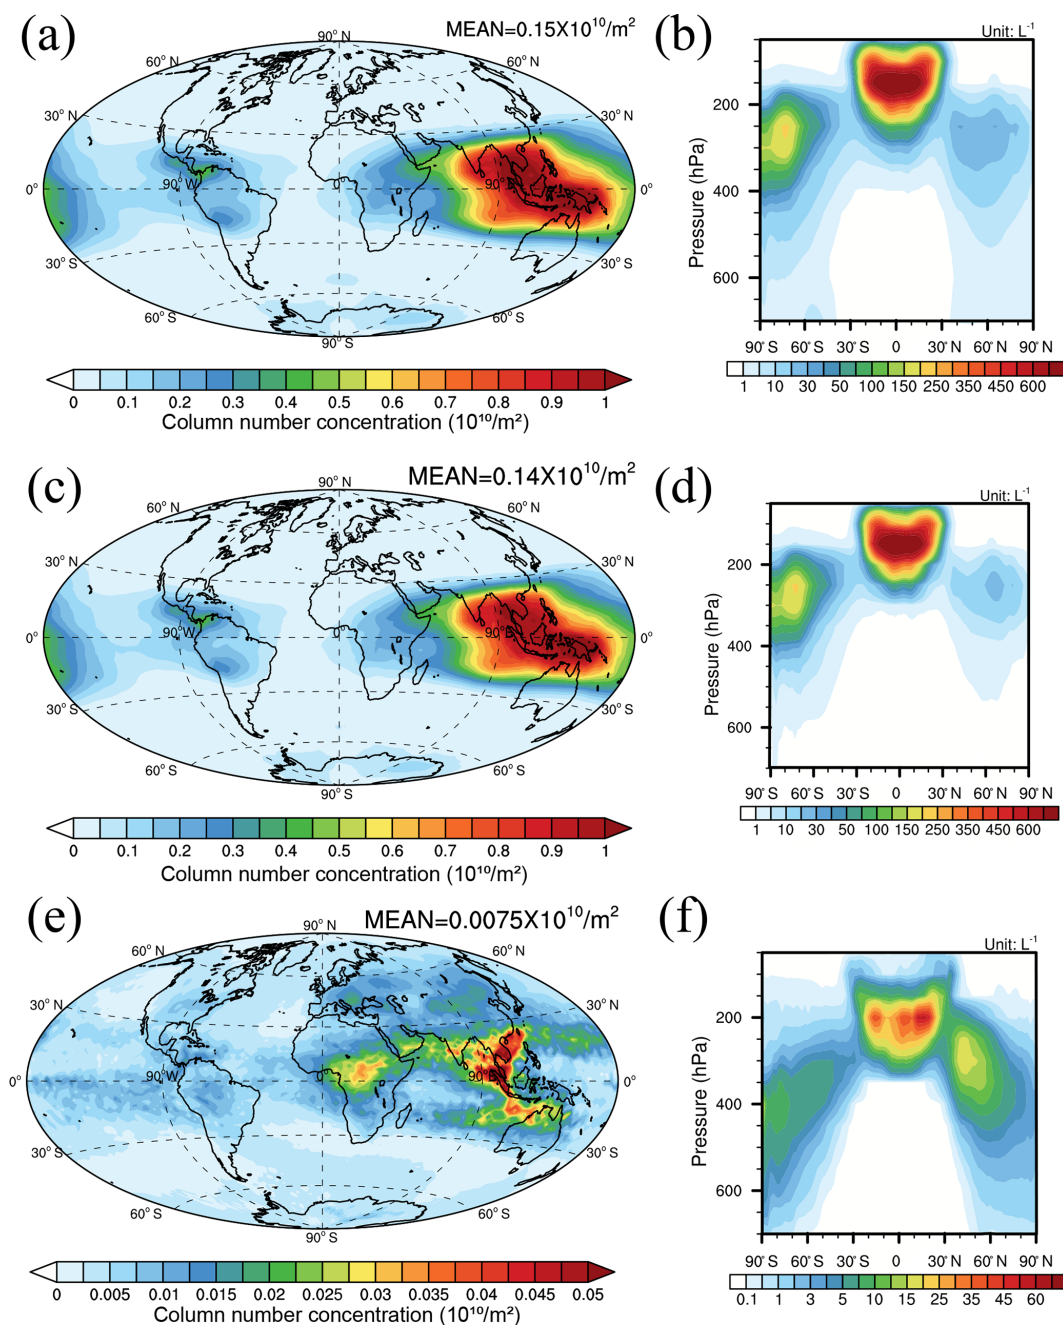 (a)
MEAN=0.15X10¹⁰/m²
90° N
60° N
60° N
30° N
30° N
0°
90° W
0
90° E
0°
30° S
30° S
60° S
60° S
90° S
0 0.1 0.2 0.3 0.4 0.5 0.6 0.7 0.8 0.9 1
Column number concentration (10¹⁰/m²)
(b)
Unit: L⁻¹
Pressure (hPa)
200
400
600
90° S 60° S 30° S 0 30° N 60° N 90° N
1 10 30 50 100 150 250 350 450 600
(c)
MEAN=0.14X10¹⁰/m²
90° N
60° N
60° N
30° N
30° N
0°
90° W
0
90° E
0°
30° S
30° S
60° S
60° S
90° S
0 0.1 0.2 0.3 0.4 0.5 0.6 0.7 0.8 0.9 1
Column number concentration (10¹⁰/m²)
(d)
Unit: L⁻¹
Pressure (hPa)
200
400
600
90° S 60° S 30° S 0 30° N 60° N 90° N
1 10 30 50 100 150 250 350 450 600
(e)
MEAN=0.0075X10¹⁰/m²
90° N
60° N
60° N
30° N
30° N
0°
90° W
0
90° E
0°
30° S
30° S
60° S
60° S
90° S
0 0.005 0.01 0.015 0.02 0.025 0.03 0.035 0.04 0.045 0.05
Column number concentration (10¹⁰/m²)
(f)
Unit: L⁻¹
Pressure (hPa)
200
400
600
90° S 60° S 30° S 0 30° N 60° N 90° N
0.1 1 3 5 10 15 25 35 45 60